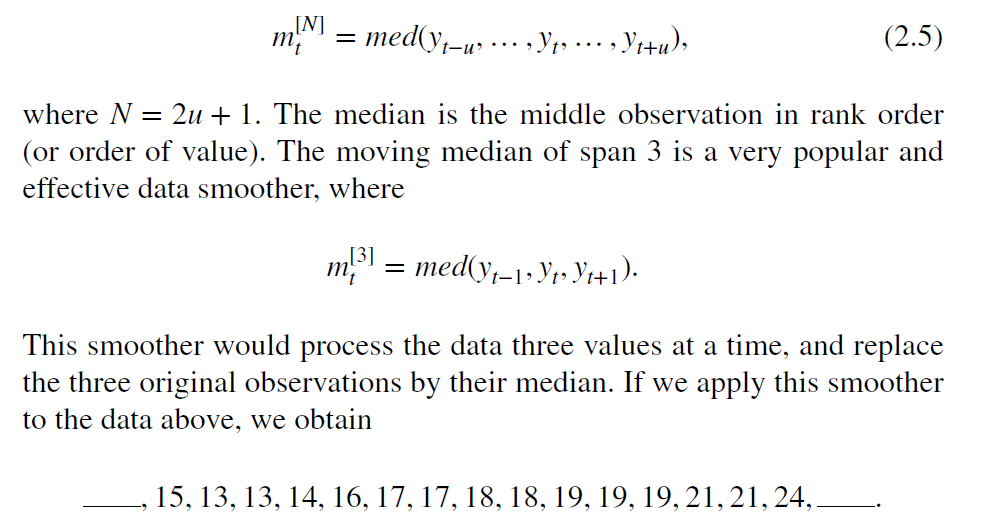 m_t^{[N]} = med(y_{t−u}, … , y_t, … , y_{t+u}), (2.5)
where N = 2u + 1. The median is the middle observation in rank order
(or order of value). The moving median of span 3 is a very popular and
effective data smoother, where
m_t^{[3]} = med(y_{t−1}, y_t, y_{t+1}).
This smoother would process the data three values at a time, and replace
the three original observations by their median. If we apply this smoother
to the data above, we obtain
____, 15, 13, 13, 14, 16, 17, 17, 18, 18, 19, 19, 19, 21, 21, 24, ____.